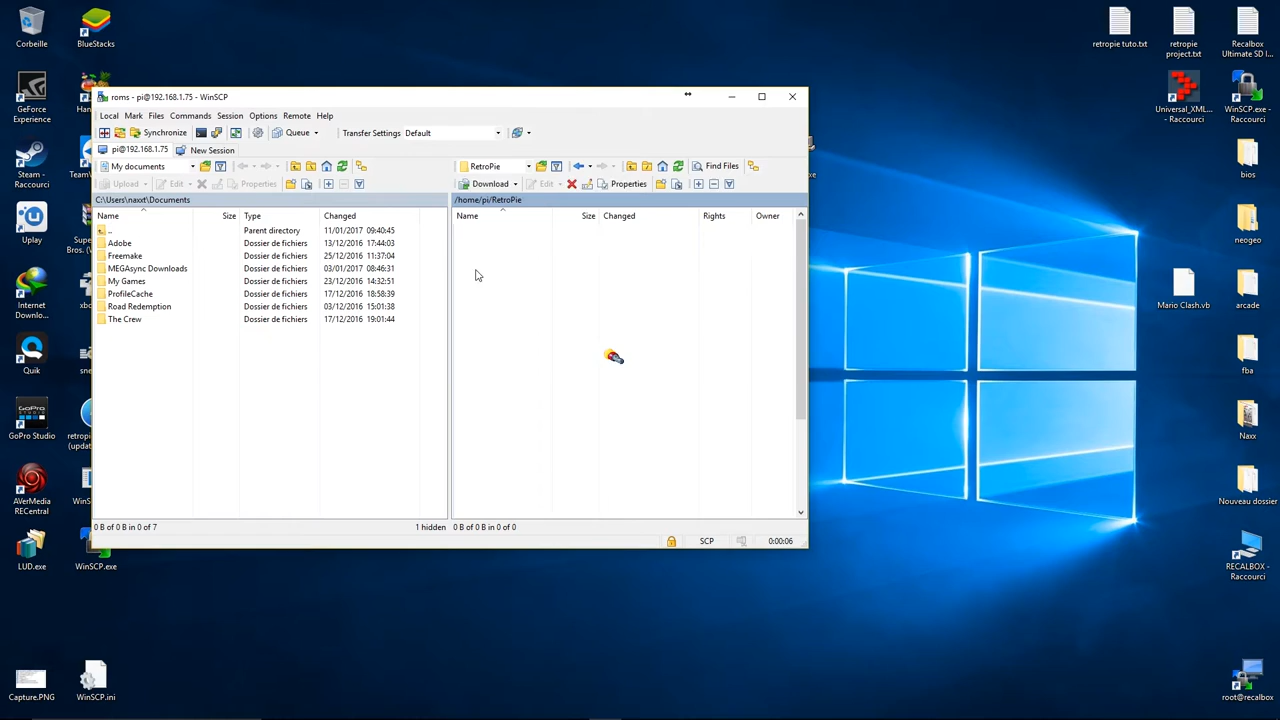 Corbeille
BlueStacks
GeForce
Experience
Steam -
Raccourci
Uplay
Internet
Downlo...
Quik
GoPro Studio
AVerMedia
RECentral
LUD.exe
WinSCP.exe
Capture.PNG
WinSCP.ini
roms - pi@192.168.1.75 - WinSCP
Local Mark Files Commands Session Options Remote Help
Synchronize Queue Transfer Settings Default
pi@192.168.1.75 New Session
My documents RetroPie Find Files
Upload Edit Properties Download Edit Properties
C:\Users\naxxt\Documents /home/pi/RetroPie
Name Size Type Changed Name Size Changed Rights Owner
.. Parent directory 11/01/2017 09:40:45
Adobe Dossier de fichiers 13/12/2016 17:44:03
Freemake Dossier de fichiers 25/12/2016 11:37:04
MEGAsync Downloads Dossier de fichiers 03/01/2017 08:46:31
My Games Dossier de fichiers 23/12/2016 14:32:51
ProfileCache Dossier de fichiers 17/12/2016 18:58:39
Road Redemption Dossier de fichiers 03/12/2016 15:01:38
The Crew Dossier de fichiers 17/12/2016 19:01:44
0 B of 0 B in 0 of 7 1 hidden 0 B of 0 B in 0 of 0
SCP 0:00:06
retropie tuto.txt
retropie
project.txt
Recalbox
Ultimate SD I...
Universal_XML...
- Raccourci
WinSCP.exe -
Raccourci
bios
neogeo
Mario Clash.vb
arcade
fba
Naxx
Nouveau dossier
RECALBOX -
Raccourci
root@recalbox